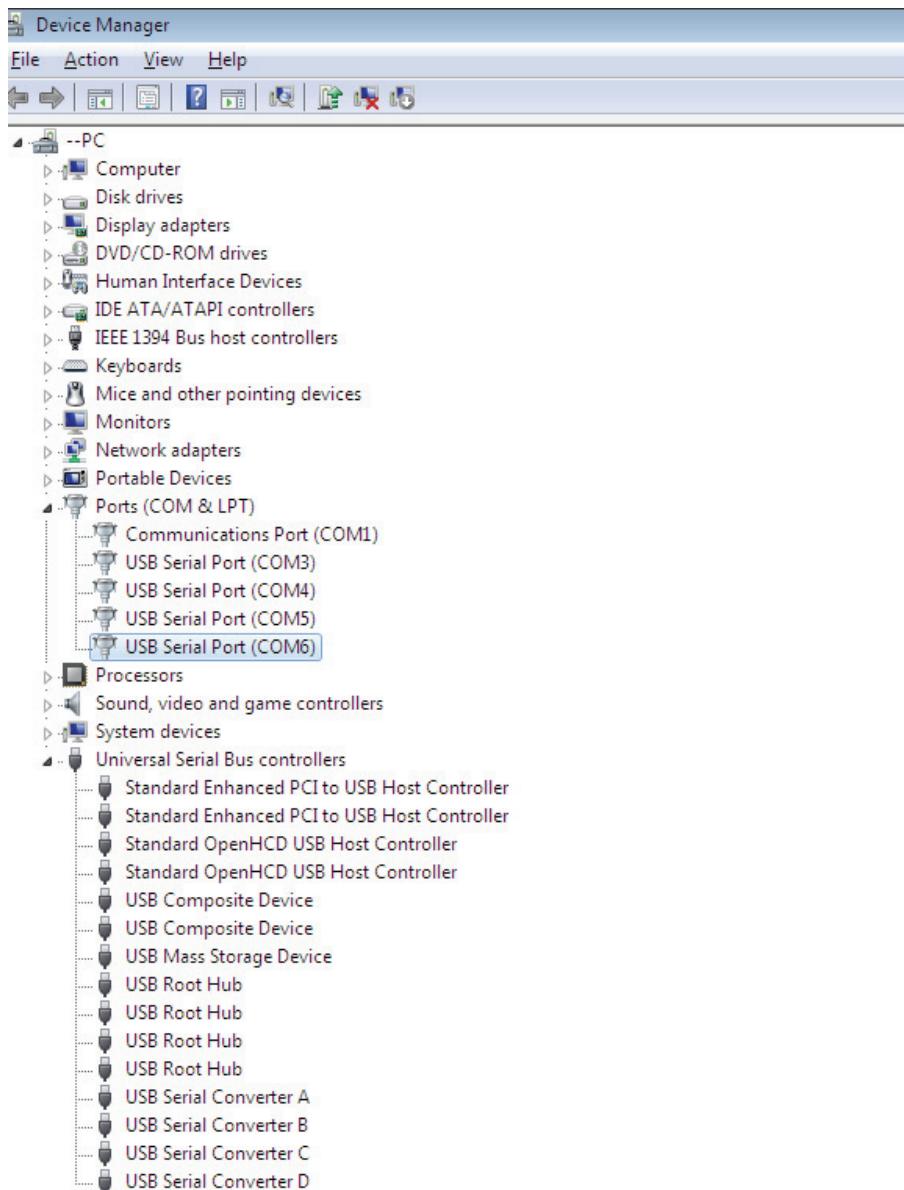 Device Manager
File Action View Help
--PC
Computer
Disk drives
Display adapters
DVD/CD-ROM drives
Human Interface Devices
IDE ATA/ATAPI controllers
IEEE 1394 Bus host controllers
Keyboards
Mice and other pointing devices
Monitors
Network adapters
Portable Devices
Ports (COM & LPT)
Communications Port (COM1)
USB Serial Port (COM3)
USB Serial Port (COM4)
USB Serial Port (COM5)
USB Serial Port (COM6)
Processors
Sound, video and game controllers
System devices
Universal Serial Bus controllers
Standard Enhanced PCI to USB Host Controller
Standard Enhanced PCI to USB Host Controller
Standard OpenHCD USB Host Controller
Standard OpenHCD USB Host Controller
USB Composite Device
USB Composite Device
USB Mass Storage Device
USB Root Hub
USB Root Hub
USB Root Hub
USB Root Hub
USB Serial Converter A
USB Serial Converter B
USB Serial Converter C
USB Serial Converter D